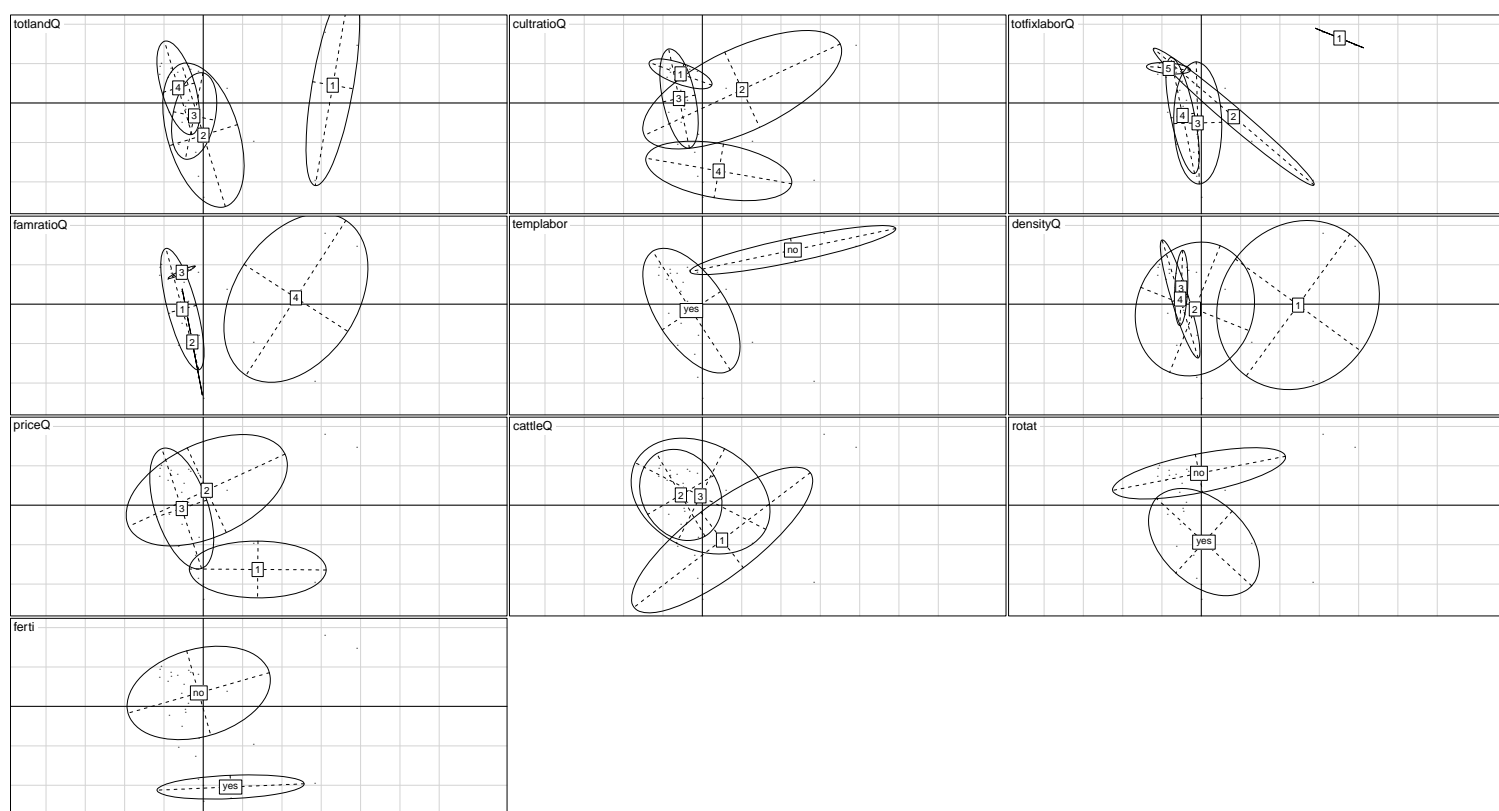 totlandQ
1
4
3
2
cultratioQ
1
2
3
4
totfixlaborQ
1
5
4
3
2
famratioQ
3
4
1
2
templabor
no
yes
densityQ
3
4
2
1
priceQ
2
3
1
cattleQ
2
3
1
rotat
no
yes
ferti
no
yes